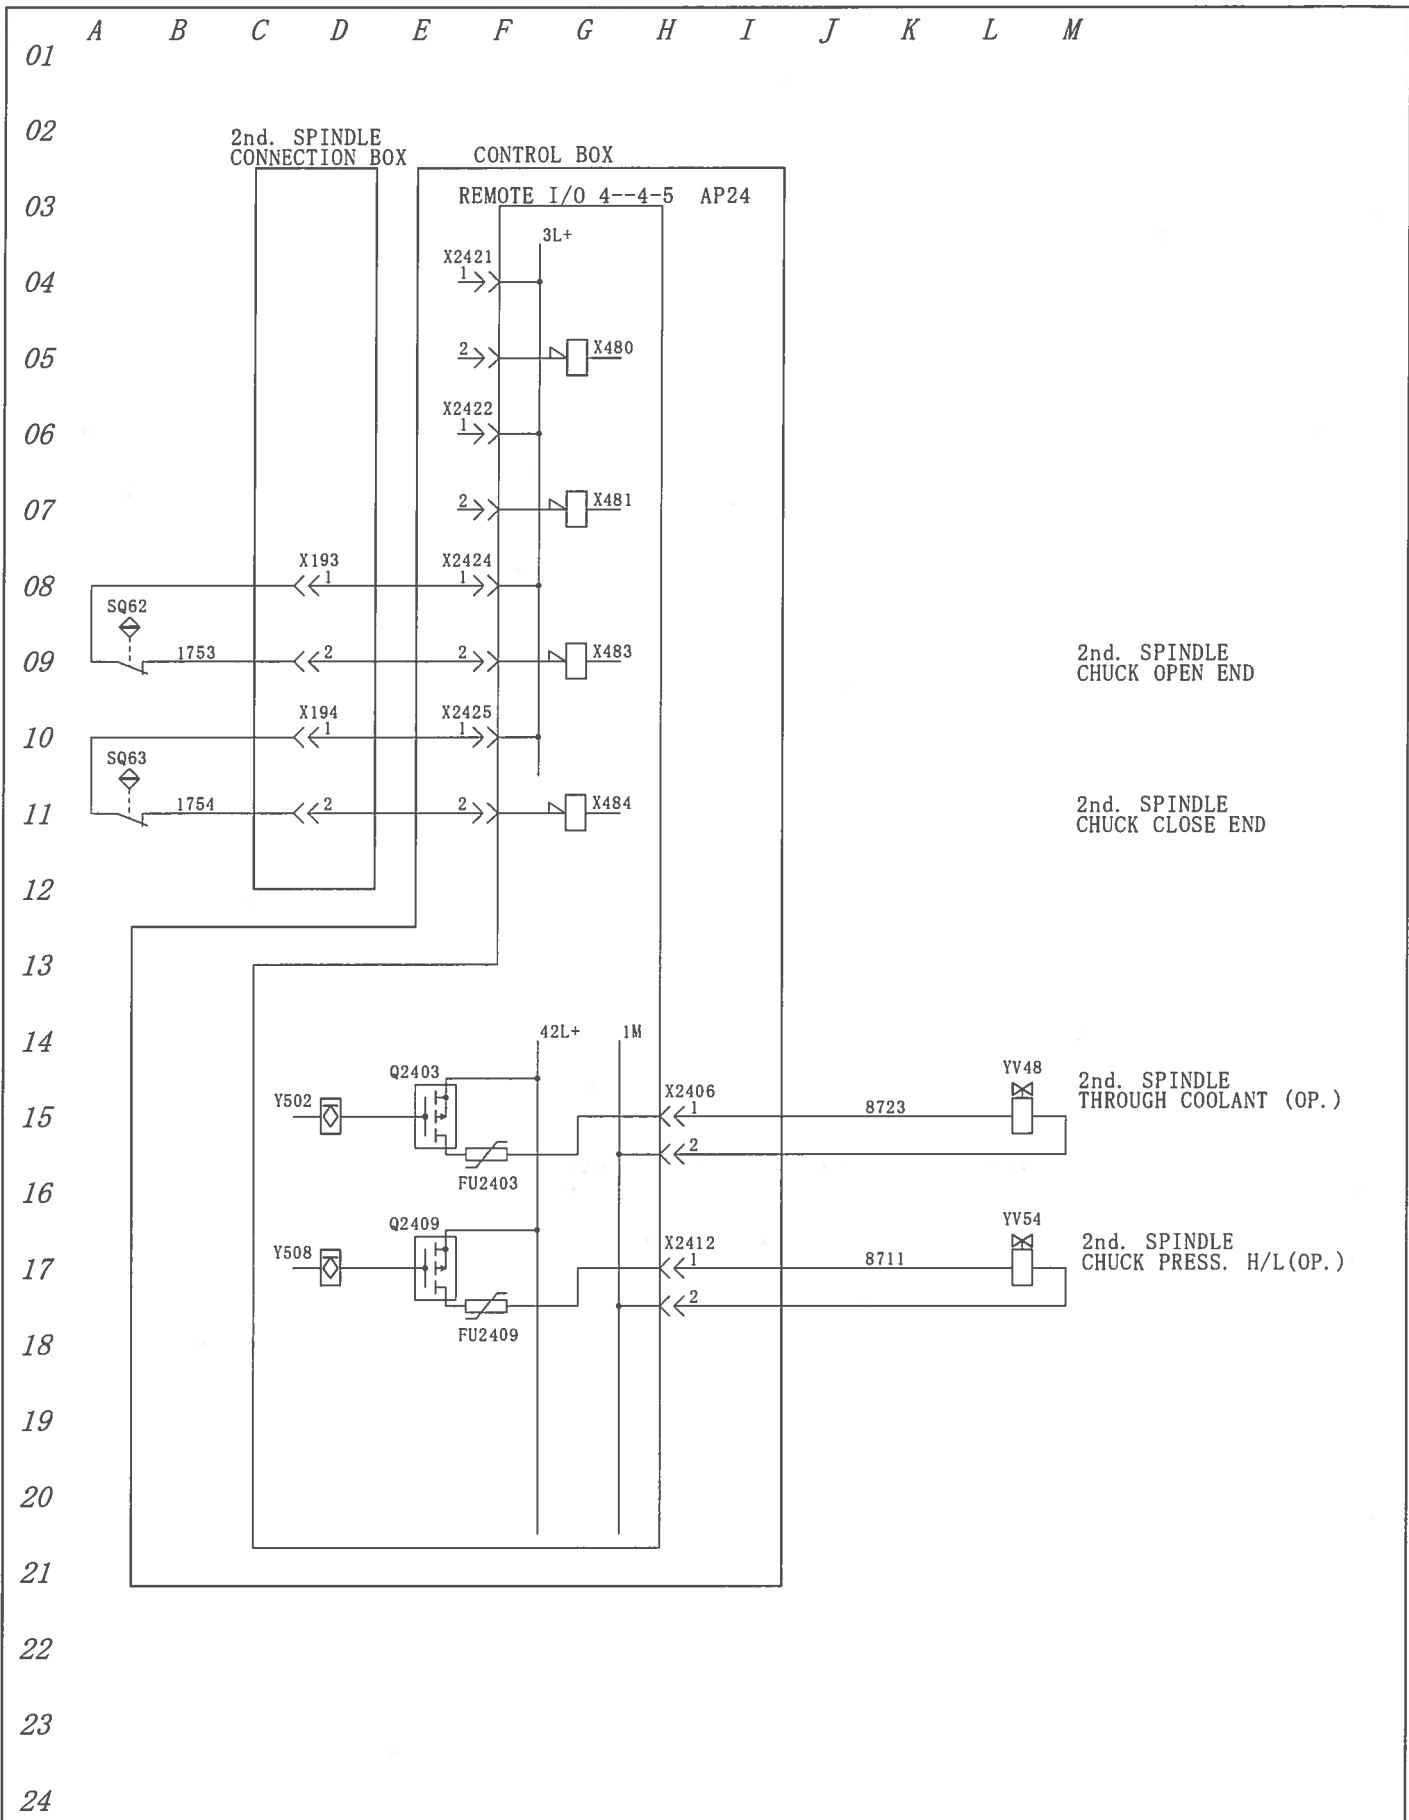 A B C D E F G H I J K L M
01
02
2nd. SPINDLE
CONNECTION BOX
CONTROL BOX
03
REMOTE I/O 4--4-5 AP24
3L+
X2421
04
1
05
2
X480
X2422
06
1
07
2
X481
08
X193
1
X2424
1
SQ62
09
1753
2
2
X483
2nd. SPINDLE
CHUCK OPEN END
10
X194
1
X2425
1
SQ63
11
1754
2
2
X484
2nd. SPINDLE
CHUCK CLOSE END
12
13
14
42L+
1M
15
Y502
Q2403
FU2403
X2406
1
2
8723
YV48
2nd. SPINDLE
THROUGH COOLANT (OP.)
16
17
Y508
Q2409
FU2409
X2412
1
2
8711
YV54
2nd. SPINDLE
CHUCK PRESS. H/L(OP.)
18
19
20
21
22
23
24